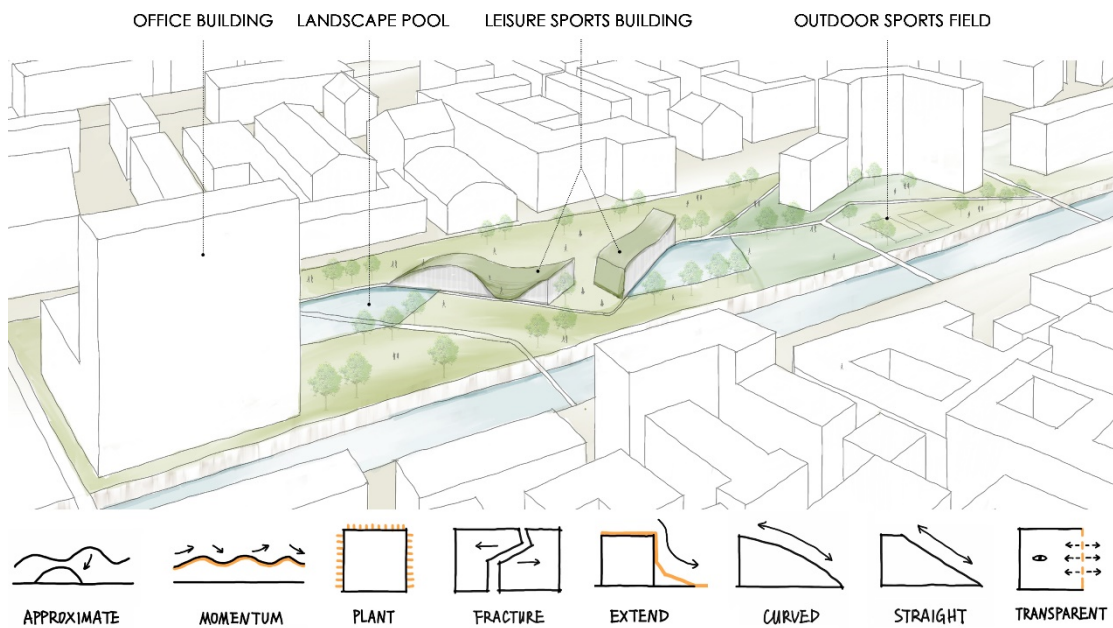 OFFICE BUILDING
LANDSCAPE POOL
LEISURE SPORTS BUILDING
OUTDOOR SPORTS FIELD
APPROXIMATE
MOMENTUM
PLANT
FRACTURE
EXTEND
CURVED
STRAIGHT
TRANSPARENT